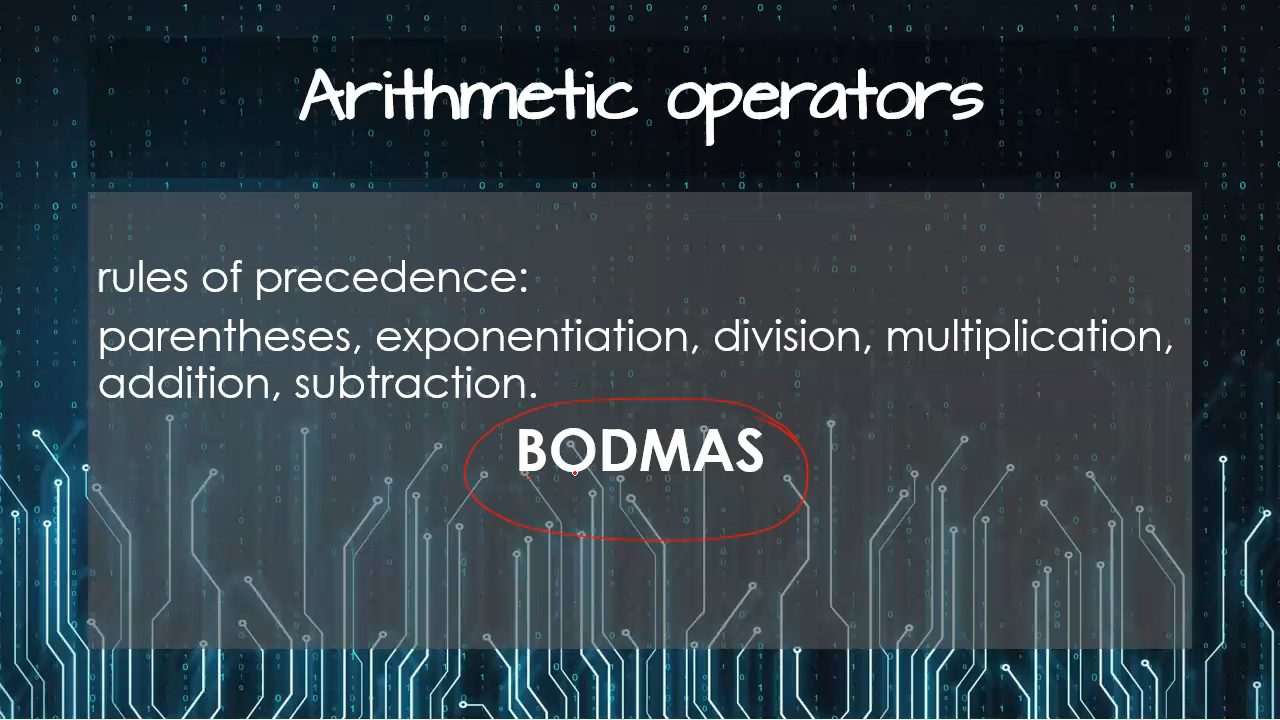 Arithmetic operators
rules of precedence:
parentheses, exponentiation, division, multiplication,
addition, subtraction.
BODMAS